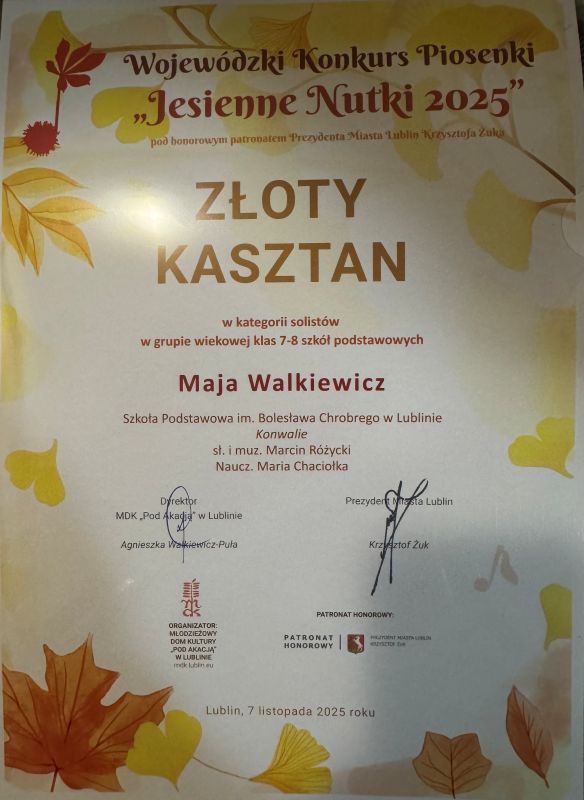 Wojewódzki Konkurs Piosenki
„Jesienne Nutki 2025”
pod honorowym patronatem Prezydenta Miasta Lublin Krzysztofa Żuka
ZŁOTY
KASZTAN
w kategorii solistów
w grupie wiekowej klas 7-8 szkół podstawowych
Maja Walkiewicz
Szkoła Podstawowa im. Bolesława Chrobrego w Lublinie
Konwalie
sł. i muz. Marcin Różycki
Naucz. Maria Chaciołka
Dyrektor
MDK „Pod Akacją” w Lublinie
Agnieszka Walkiewicz-Puła
Prezydent Miasta Lublin
Krzysztof Żuk
mdk
ORGANIZATOR:
MŁODZIEŻOWY
DOM KULTURY
„POD AKACJĄ”
W LUBLINIE
mdk.lublin.eu
PATRONAT HONOROWY:
PATRONAT
HONOROWY
PREZYDENT MIASTA LUBLIN
KRZYSZTOF ŻUK
Lublin, 7 listopada 2025 roku